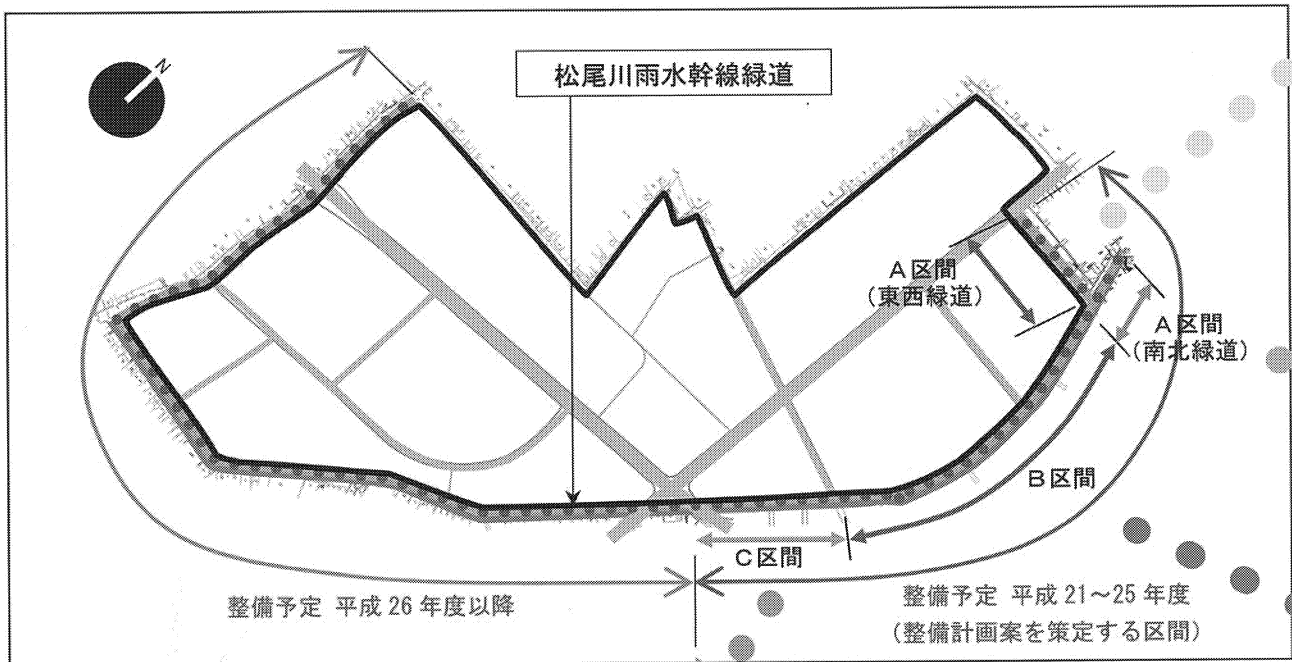 N
松尾川雨水幹線緑道
A区間
(東西緑道)
A区間
(南北緑道)
B区間
C区間
整備予定 平成26年度以降
整備予定 平成21～25年度
(整備計画案を策定する区間)